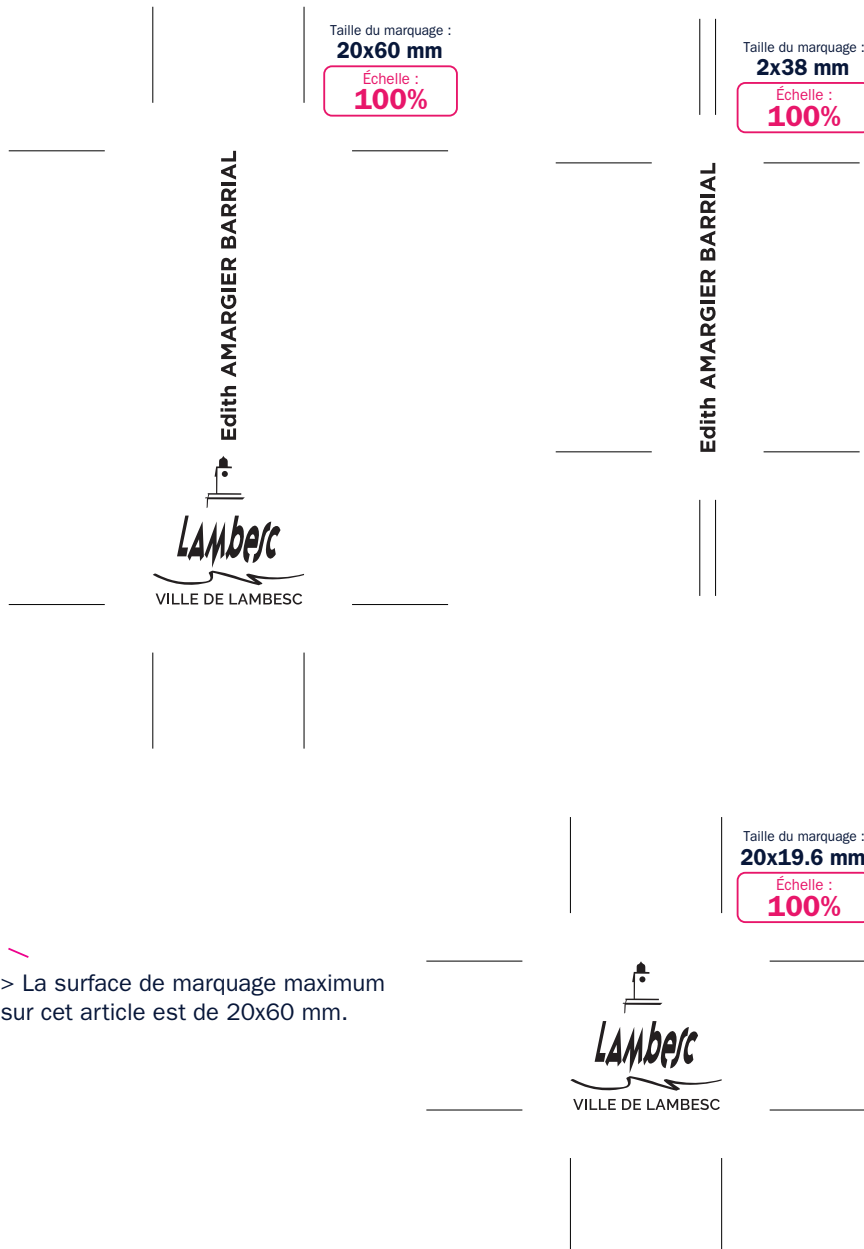 Taille du marquage :
20x60 mm
Échelle :
100%
Edith AMARGIER BARRIAL
Lambesc
VILLE DE LAMBESC
Taille du marquage :
2x38 mm
Échelle :
100%
Edith AMARGIER BARRIAL
> La surface de marquage maximum
sur cet article est de 20x60 mm.
Taille du marquage :
20x19.6 mm
Échelle :
100%
Lambesc
VILLE DE LAMBESC